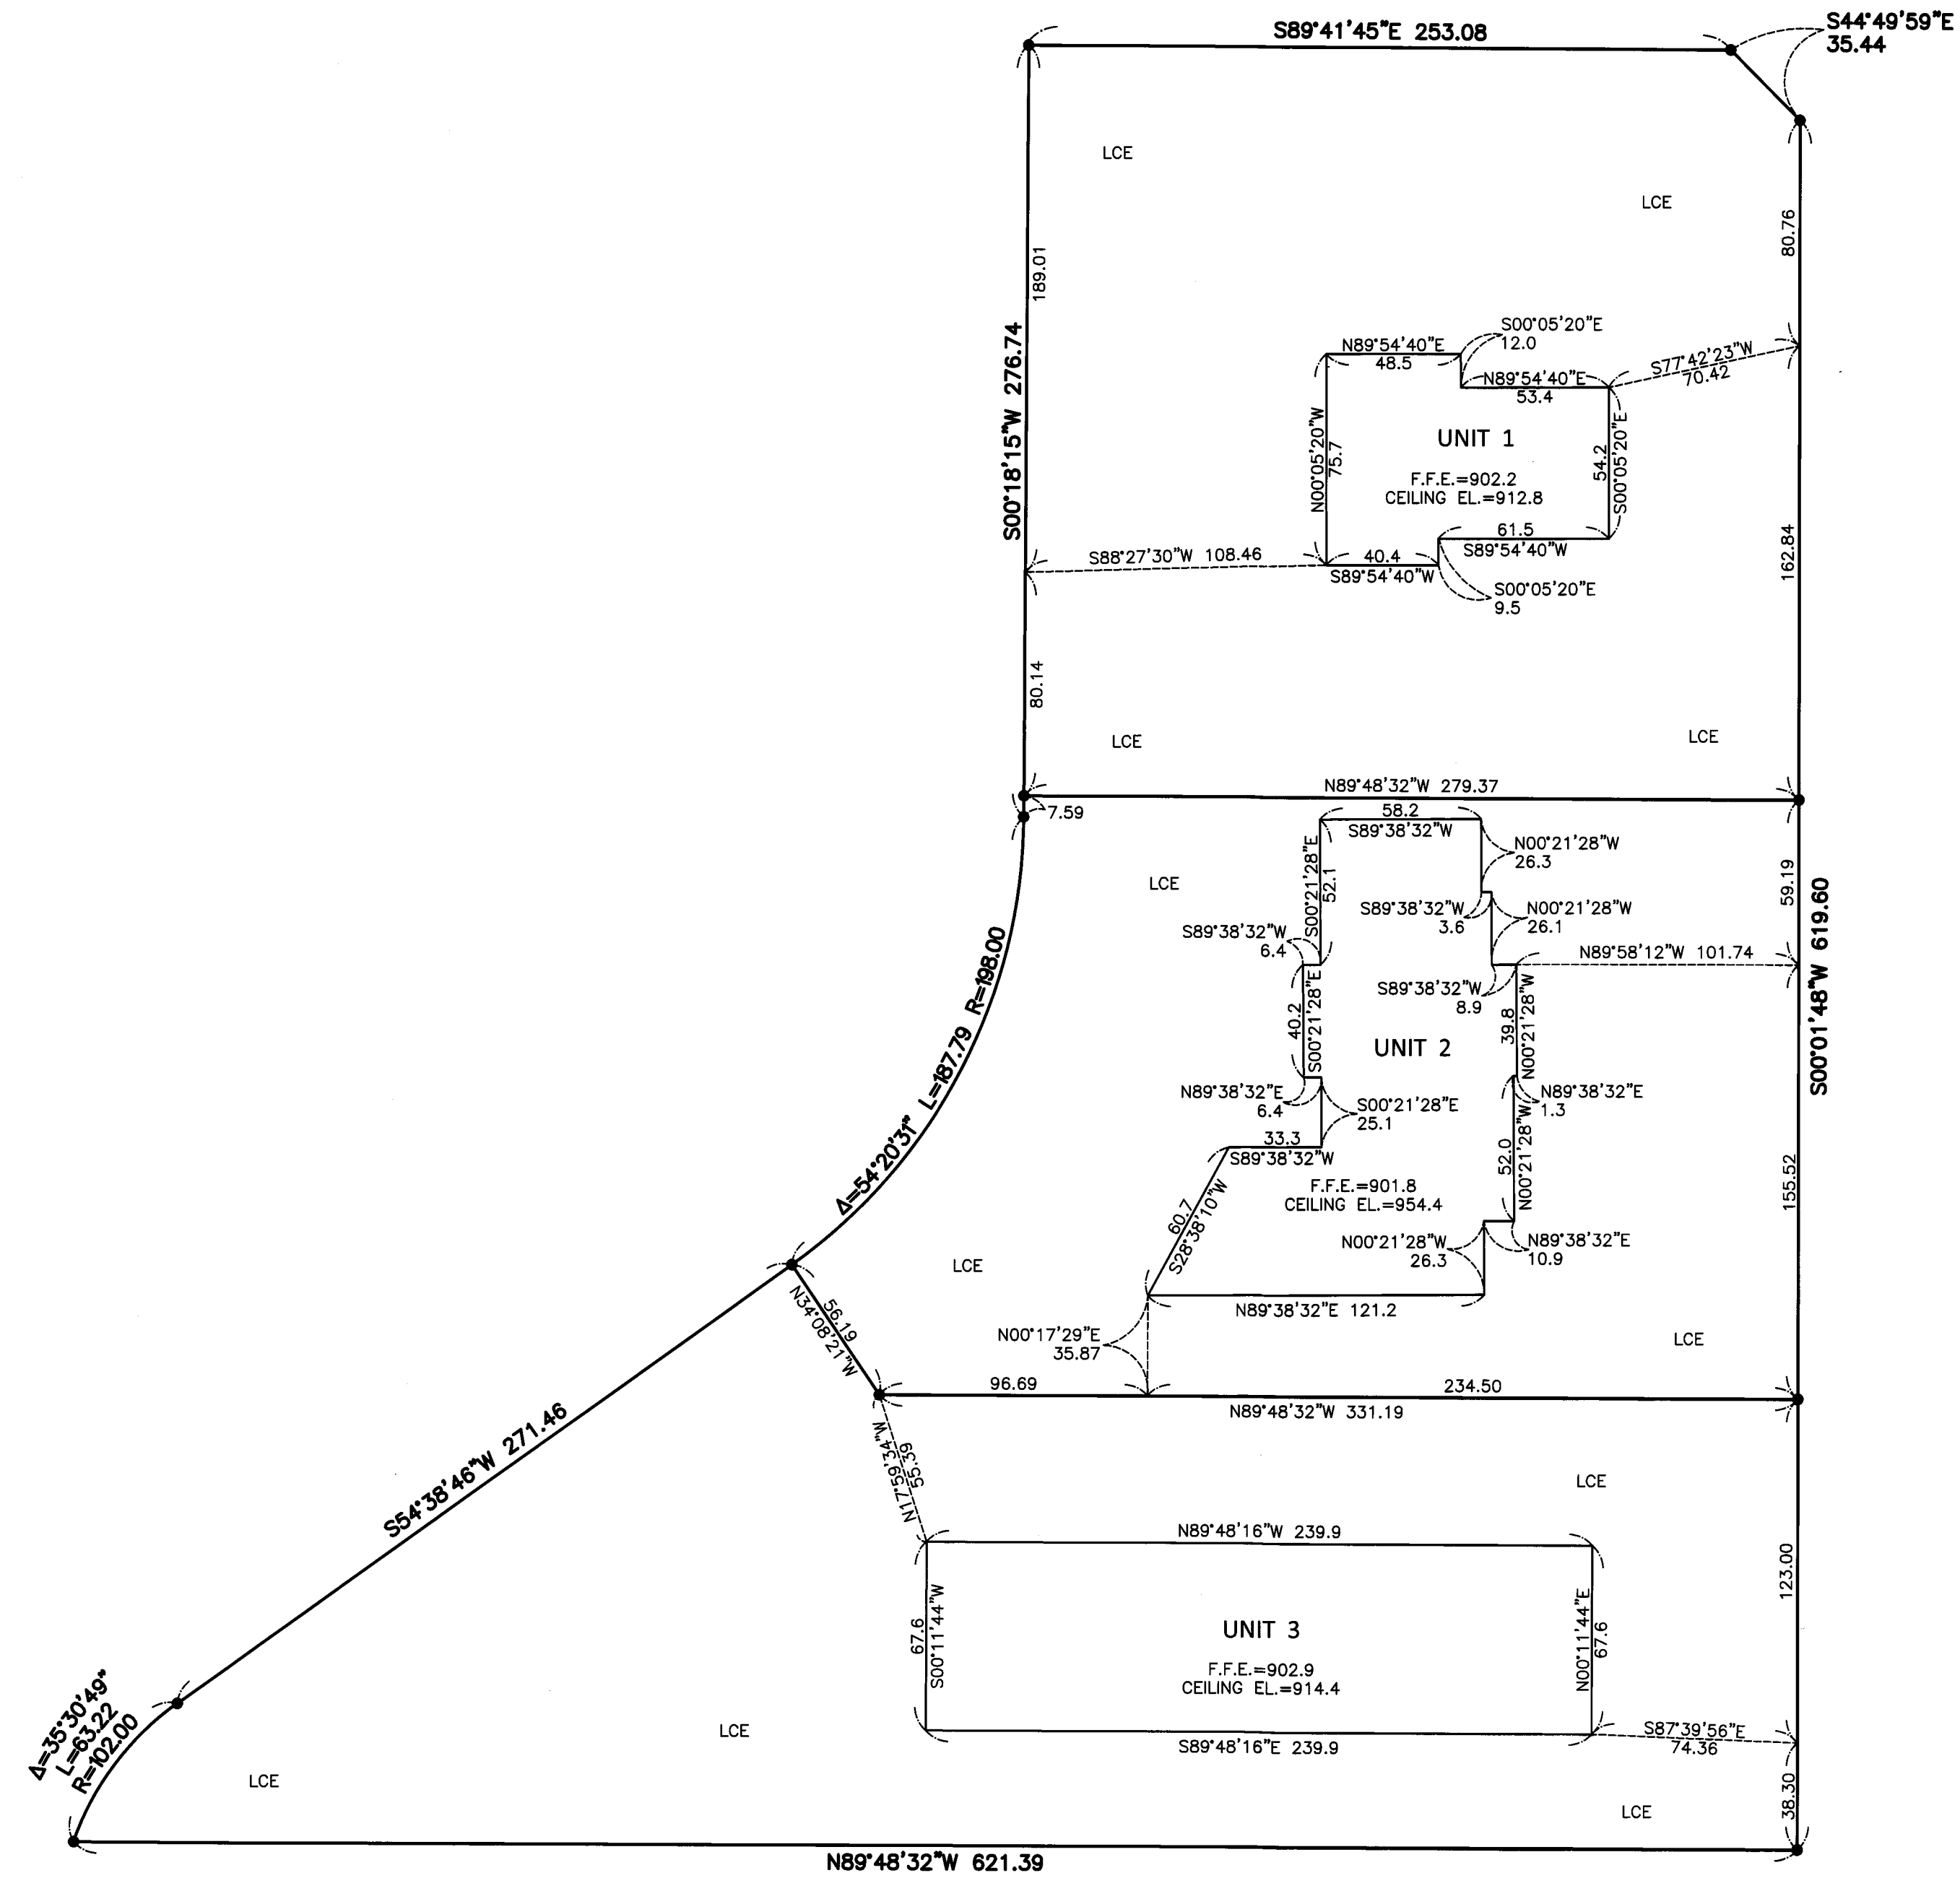 S89°41'45"E 253.08
S44°49'59"E
35.44
LCE
LCE
80.76
189.01
S00°18'15"W 276.74
S00°05'20"E
12.0
N89°54'40"E
48.5
S77°42'23"W
70.42
N89°54'40"E
53.4
N00°05'20"W
75.7
UNIT 1
F.F.E.=902.2
CEILING EL.=912.8
54.2
S00°05'20"E
61.5
S89°54'40"W
162.84
S88°27'30"W 108.46
40.4
S89°54'40"W
S00°05'20"E
9.5
80.14
LCE
LCE
N89°48'32"W 279.37
7.59
58.2
S89°38'32"W
N00°21'28"W
26.3
S00°21'28"E
52.1
LCE
59.19
S89°38'32"W
3.6
N00°21'28"W
26.1
S89°38'32"W
6.4
N89°58'12"W 101.74
S00°01'48"W 619.60
S89°38'32"W
8.9
40.2
S00°21'28"E
39.8
N00°21'28"W
UNIT 2
Δ=54°20'31" L=187.79 R=198.00
N89°38'32"E
6.4
S00°21'28"E
25.1
N89°38'32"E
1.3
33.3
S89°38'32"W
52.0
N00°21'28"W
155.52
F.F.E.=901.8
CEILING EL.=954.4
60.7
S28°38'10"W
N00°21'28"W
26.3
N89°38'32"E
10.9
LCE
N89°38'32"E 121.2
56.19
N34°08'21"W
N00°17'29"E
35.87
LCE
96.69
234.50
N89°48'32"W 331.19
S54°38'46"W 271.46
55.39
N17°59'34"W
LCE
N89°48'16"W 239.9
123.00
67.6
S00°11'44"W
UNIT 3
F.F.E.=902.9
CEILING EL.=914.4
N00°11'44"E
67.6
Δ=35°30'49"
L=63.22
R=102.00
LCE
S89°48'16"E 239.9
S87°39'56"E
74.36
LCE
38.30
LCE
N89°48'32"W 621.39